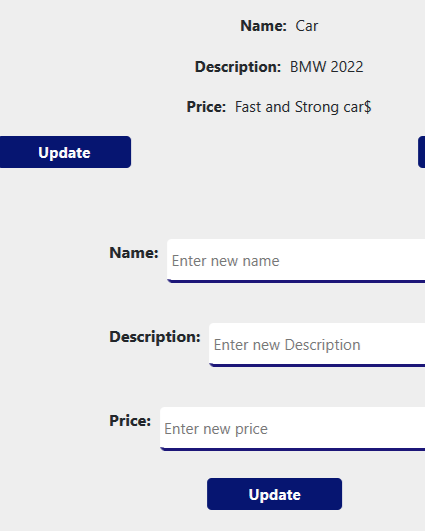 Name: Car
Description: BMW 2022
Price: Fast and Strong car$
Update
Name: Enter new name
Description: Enter new Description
Price: Enter new price
Update